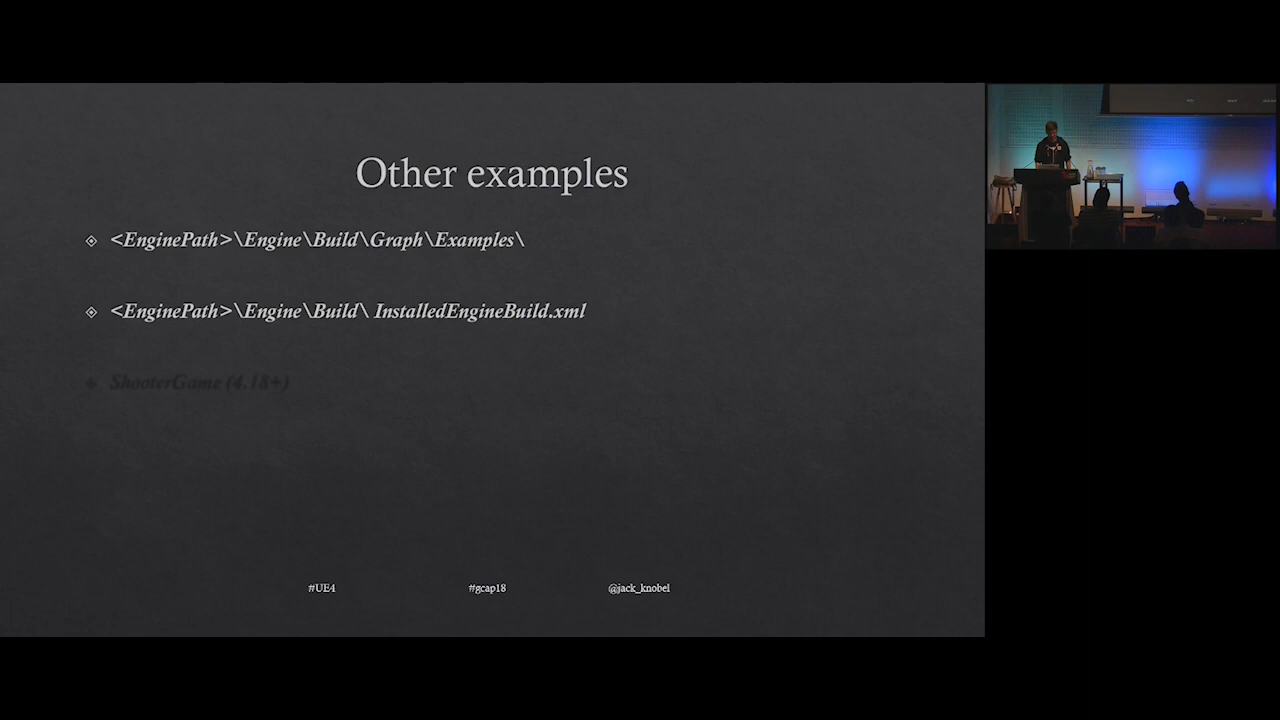 Other examples
<EnginePath>\Engine\Build\Graph\Examples\
<EnginePath>\Engine\Build\ InstalledEngineBuild.xml
ShooterGame (4.18+)
#UE4
#gcap18
@jack_knobel